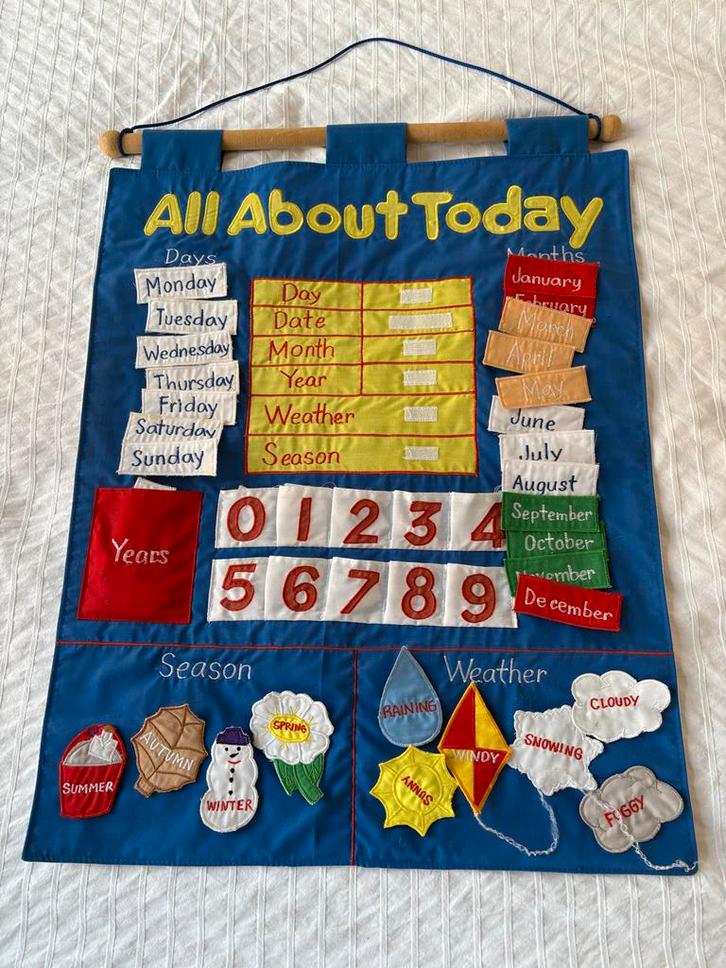 All About Today
Days
Monday
Tuesday
Wednesday
Thursday
Friday
Saturday
Sunday
Day
Date
Month
Year
Weather
Season
Months
January
February
March
April
May
June
July
August
September
October
November
December
Years
0 1 2 3 4
5 6 7 8 9
Season
SUMMER
AUTUMN
WINTER
SPRING
Weather
RAINING
SUNNY
WINDY
SNOWING
CLOUDY
FOGGY